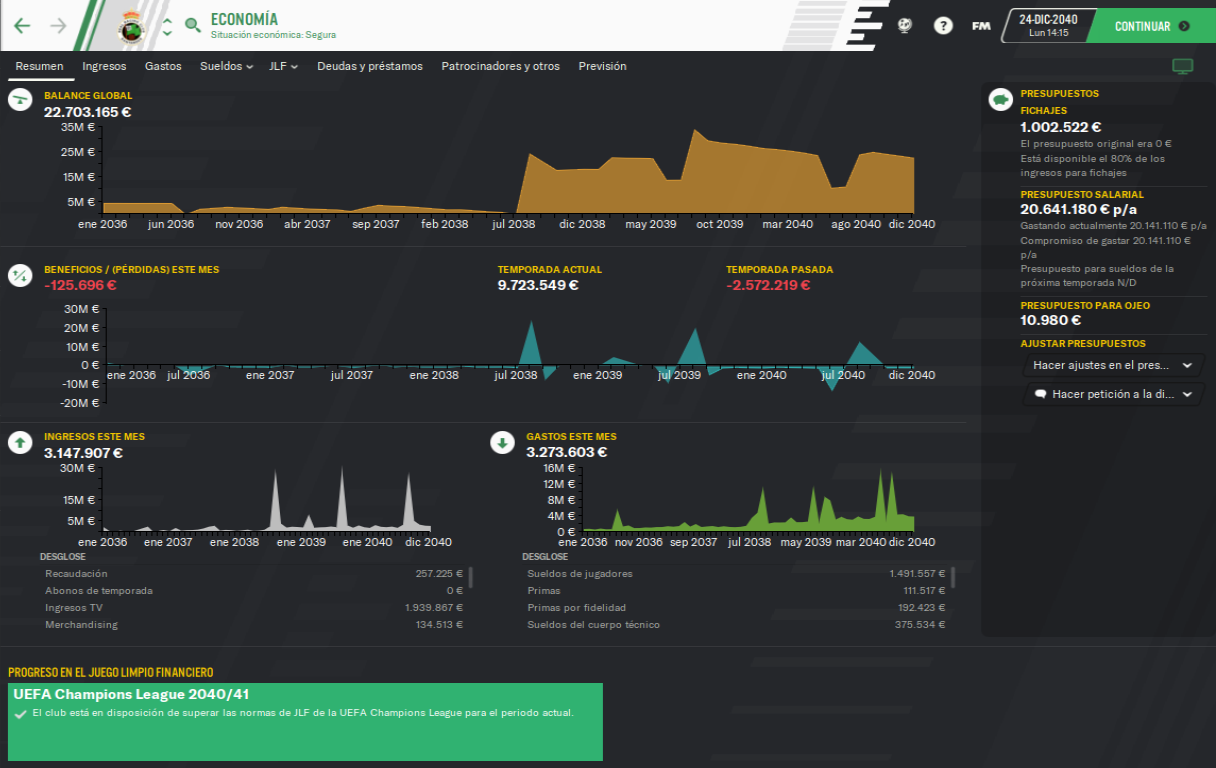 ECONOMÍA
Situación económica: Segura
?
FM
24-DIC-2040
Lun 14:15
CONTINUAR
Resumen Ingresos Gastos Sueldos JLF Deudas y préstamos Patrocinadores y otros Previsión
BALANCE GLOBAL
22.703.165 €
35M €
25M €
15M €
5M €
ene 2036 jun 2036 nov 2036 abr 2037 sep 2037 feb 2038 jul 2038 dic 2038 may 2039 oct 2039 mar 2040 ago 2040 dic 2040
BENEFICIOS / (PÉRDIDAS) ESTE MES
-125.696 €
TEMPORADA ACTUAL
9.723.549 €
TEMPORADA PASADA
-2.572.219 €
30M €
20M €
10M €
0 €
-10M €
-20M €
ene 2036 jul 2036 ene 2037 jul 2037 ene 2038 jul 2038 ene 2039 jul 2039 ene 2040 jul 2040 dic 2040
INGRESOS ESTE MES
3.147.907 €
30M €
15M €
5M €
ene 2036 ene 2037 ene 2038 ene 2039 ene 2040 dic 2040
DESGLOSE
Recaudación 257.225 €
Abonos de temporada 0 €
Ingresos TV 1.939.867 €
Merchandising 134.513 €
GASTOS ESTE MES
3.273.603 €
16M €
12M €
8M €
4M €
0 €
ene 2036 nov 2036 sep 2037 jul 2038 may 2039 mar 2040 dic 2040
DESGLOSE
Sueldos de jugadores 1.491.557 €
Primas 111.517 €
Primas por fidelidad 192.423 €
Sueldos del cuerpo técnico 375.534 €
PRESUPUESTOS
FICHAJES
1.002.522 €
El presupuesto original era 0 €
Está disponible el 80% de los
ingresos para fichajes
PRESUPUESTO SALARIAL
20.641.180 € p/a
Gastando actualmente 20.141.110 € p/a
Compromiso de gastar 20.141.110 €
p/a
Presupuesto para sueldos de la
próxima temporada N/D
PRESUPUESTO PARA OJEO
10.980 €
AJUSTAR PRESUPUESTOS
Hacer ajustes en el pres...
Hacer petición a la di...
PROGRESO EN EL JUEGO LIMPIO FINANCIERO
UEFA Champions League 2040/41
El club está en disposición de superar las normas de JLF de la UEFA Champions League para el periodo actual.